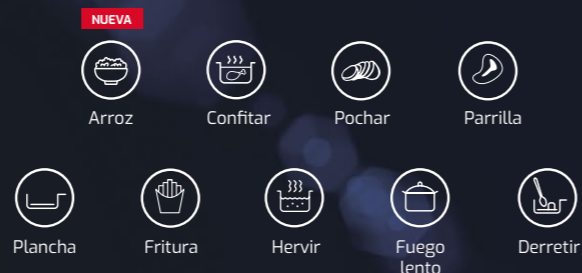 NUEVA
Arroz
Confitar
Pochar
Parrilla
Plancha
Fritura
Hervir
Fuego
lento
Derretir